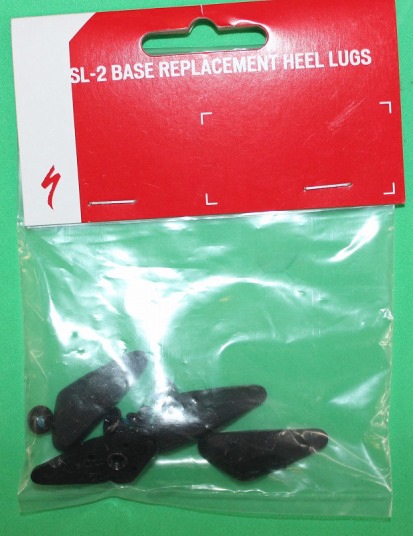 SL-2 BASE REPLACEMENT HEEL LUGS